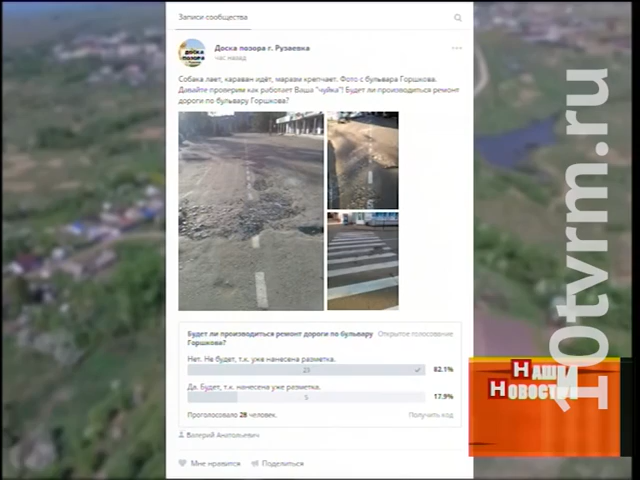 Записи сообщества
Доска позора г. Рузаевка
час назад
Собака лает, караван идёт, маразм крепчает. Фото с бульвара Горшкова.
Давайте проверим как работает Ваша "чуйка"! Будет ли производиться ремонт
дороги по бульвару Горшкова?
Будет ли производиться ремонт дороги по бульвару
Горшкова?
Открытое голосование
Нет. Не будет, т.к. уже нанесена разметка.
23
82.1%
Да. Будет, т.к. нанесена уже разметка.
5
17.9%
Проголосовало 28 человек.
Получить код
Валерий Анатольевич
Мне нравится
Поделиться
Наши
Новости
10tvrm.ru